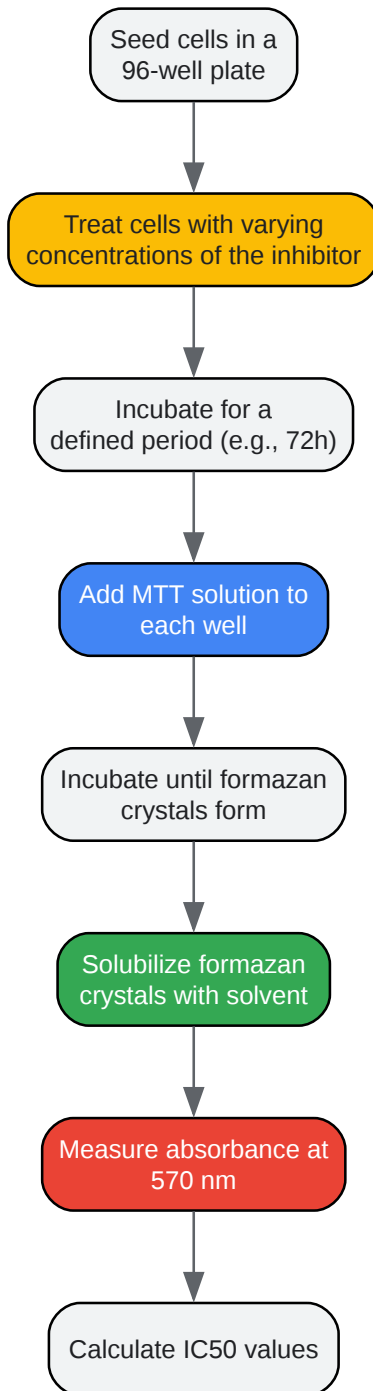 Seed cells in a
96-well plate
Treat cells with varying
concentrations of the inhibitor
Incubate for a
defined period (e.g., 72h)
Add MTT solution to
each well
Incubate until formazan
crystals form
Solubilize formazan
crystals with solvent
Measure absorbance at
570 nm
Calculate IC50 values